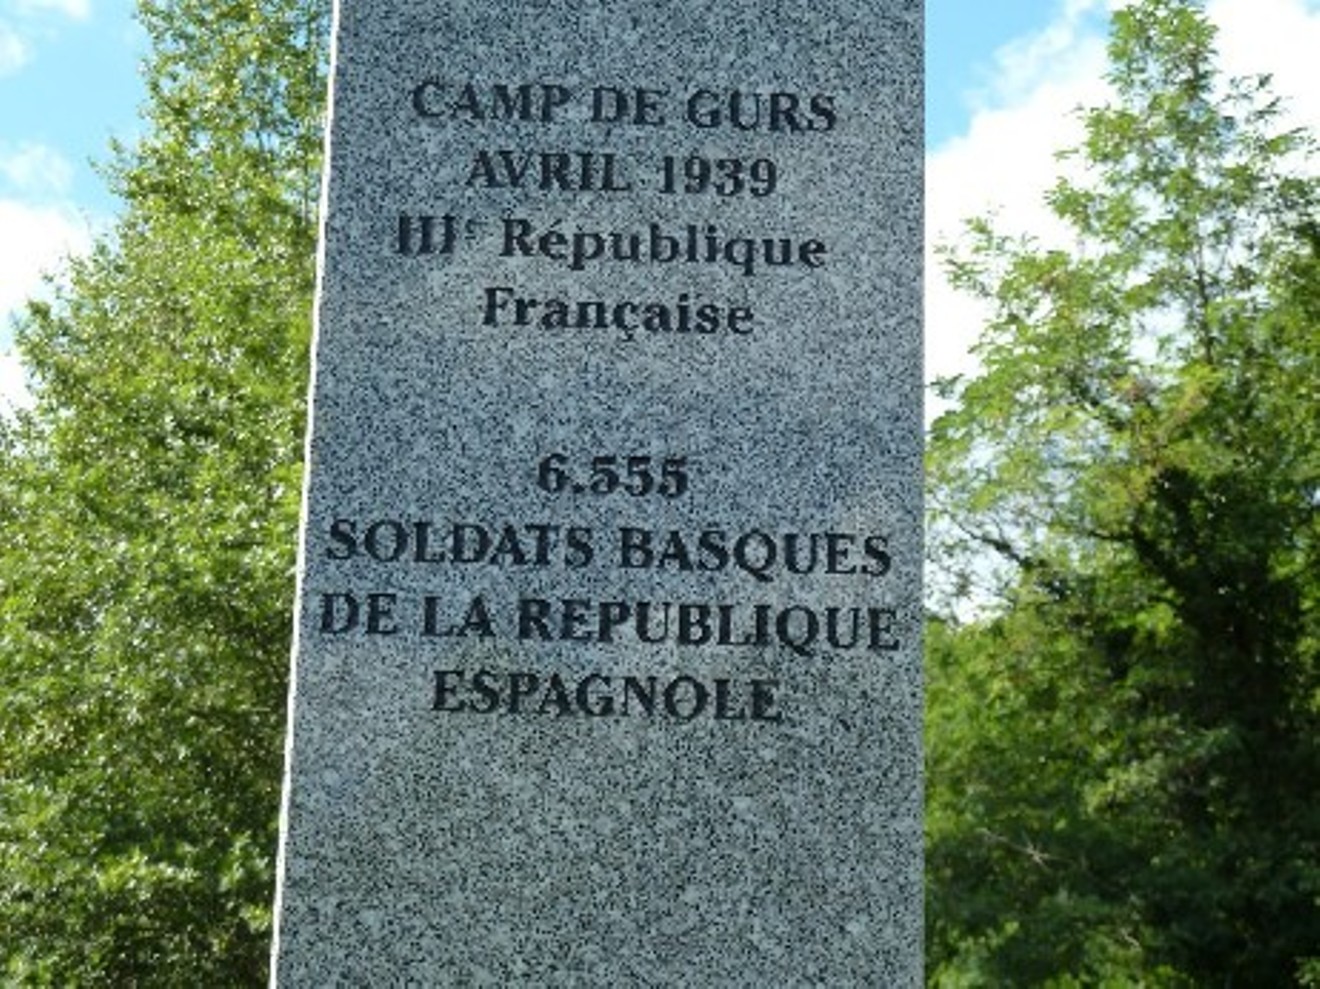 CAMP DE GURS
AVRIL 1939
IIIe République
Française
6.555
SOLDATS BASQUES
DE LA REPUBLIQUE
ESPAGNOLE